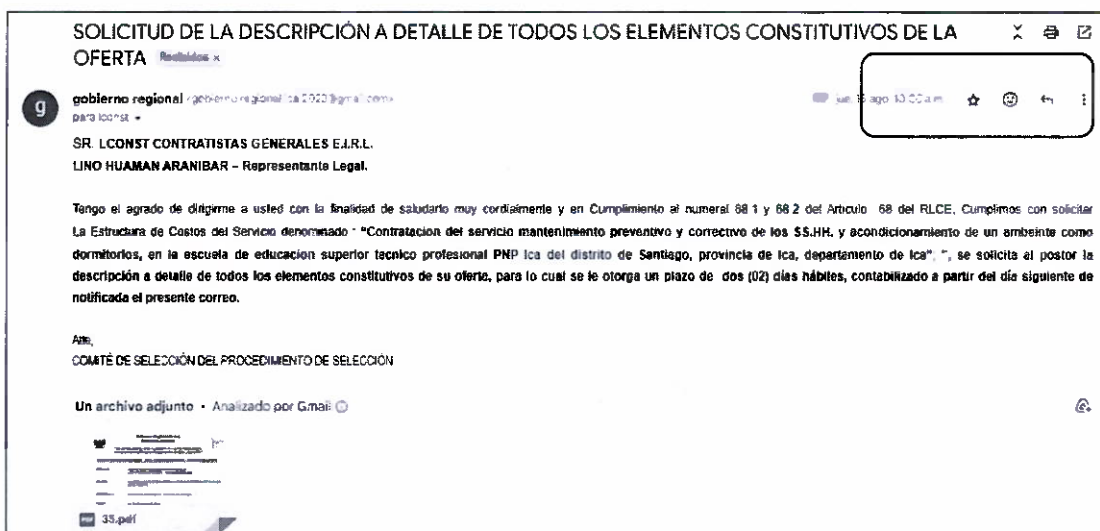 SOLICITUD DE LA DESCRIPCIÓN A DETALLE DE TODOS LOS ELEMENTOS CONSTITUTIVOS DE LA
OFERTA Recibidos x
g
gobierno regional
para lconst
jue, ago 10:00 a.m.
SR. LCONST CONTRATISTAS GENERALES E.I.R.L.
LINO HUAMAN ARANIBAR – Representante Legal.
Tengo el agrado de dirigirme a usted con la finalidad de saludarlo muy cordialmente y en Cumplimiento al numeral 68.1 y 68.2 del Articulo 68 del RLCE, Cumplimos con solicitar
La Estructura de Costos del Servicio denominado - "Contratacion del servicio mantenimiento preventivo y correctivo de los SS.HH. y acondicionamiento de un ambeinte como
dormitorios, en la escuela de educacion superior tecnico profesional PNP Ica del distrito de Santiago, provincia de Ica, departamento de Ica", ", se solicita al postor la
descripción a detalle de todos los elementos constitutivos de su oferta, para lo cual se le otorga un plazo de dos (02) días hábiles, contabilizado a partir del día siguiente de
notificada el presente correo.
Atte,
COMITÉ DE SELECCIÓN DEL PROCEDIMIENTO DE SELECCIÓN
Un archivo adjunto • Analizado por Gmail
PDF 35.pdf